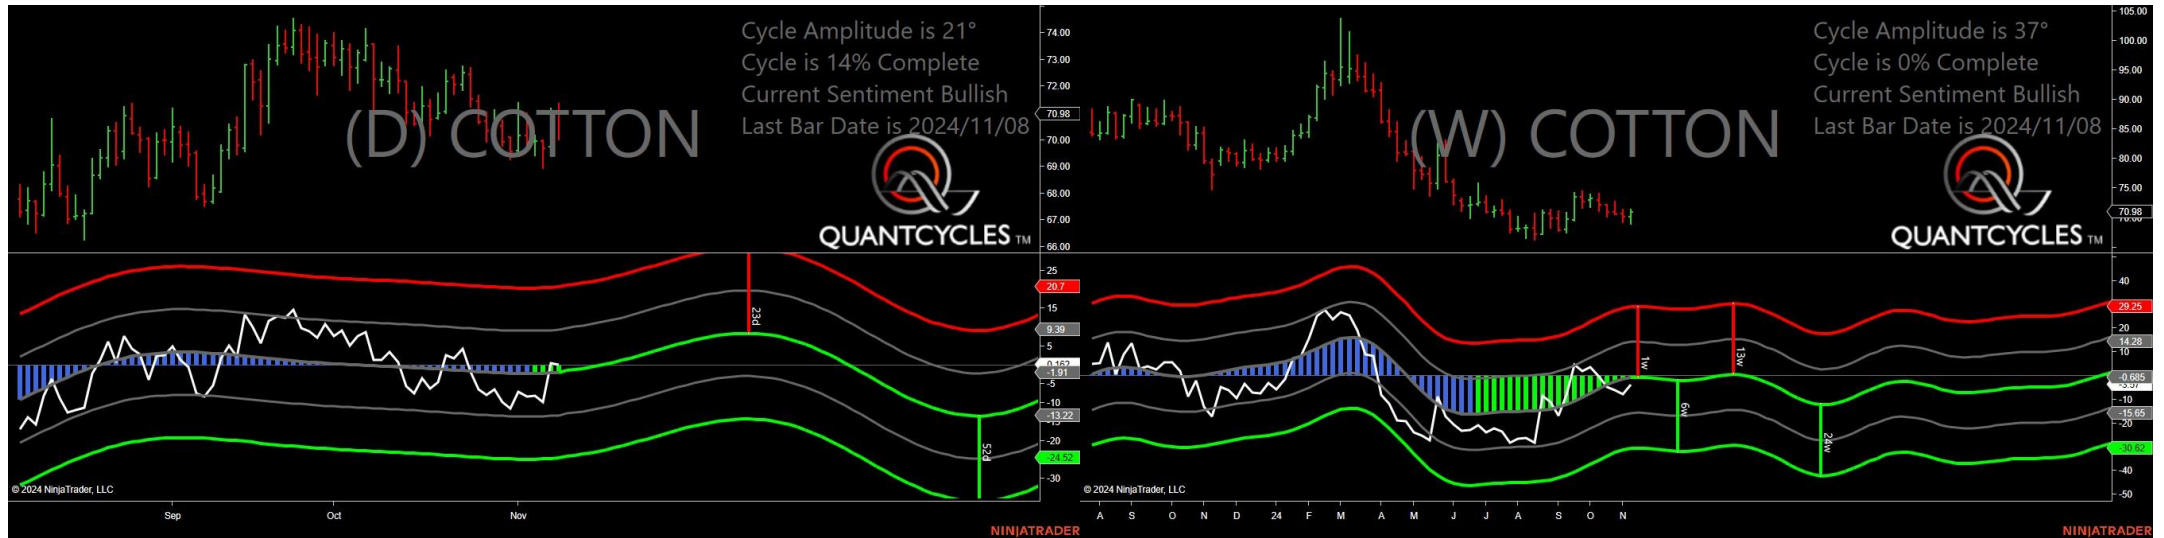 Cycle Amplitude is 21°
Cycle is 14% Complete
Current Sentiment Bullish
Last Bar Date is 2024/11/08
(D) COTTON
QUANTCYCLES TM
74.00
73.00
72.00
70.98
70.00
69.00
68.00
67.00
66.00
25
20.7
15
9.39
5
-1.91
-5
-10
-13.22
-20
-24.52
-30
23d
52d
© 2024 NinjaTrader, LLC
Sep Oct Nov
NINJATRADER
Cycle Amplitude is 37°
Cycle is 0% Complete
Current Sentiment Bullish
Last Bar Date is 2024/11/08
(W) COTTON
QUANTCYCLES TM
105.00
100.00
95.00
90.00
85.00
80.00
75.00
70.98
40
29.25
20
14.28
10
-0.685
-10
-15.65
-20
-30.62
-40
-50
1w
6w
13w
24w
© 2024 NinjaTrader, LLC
A S O N D 24 F M A M J J A S O N
NINJATRADER